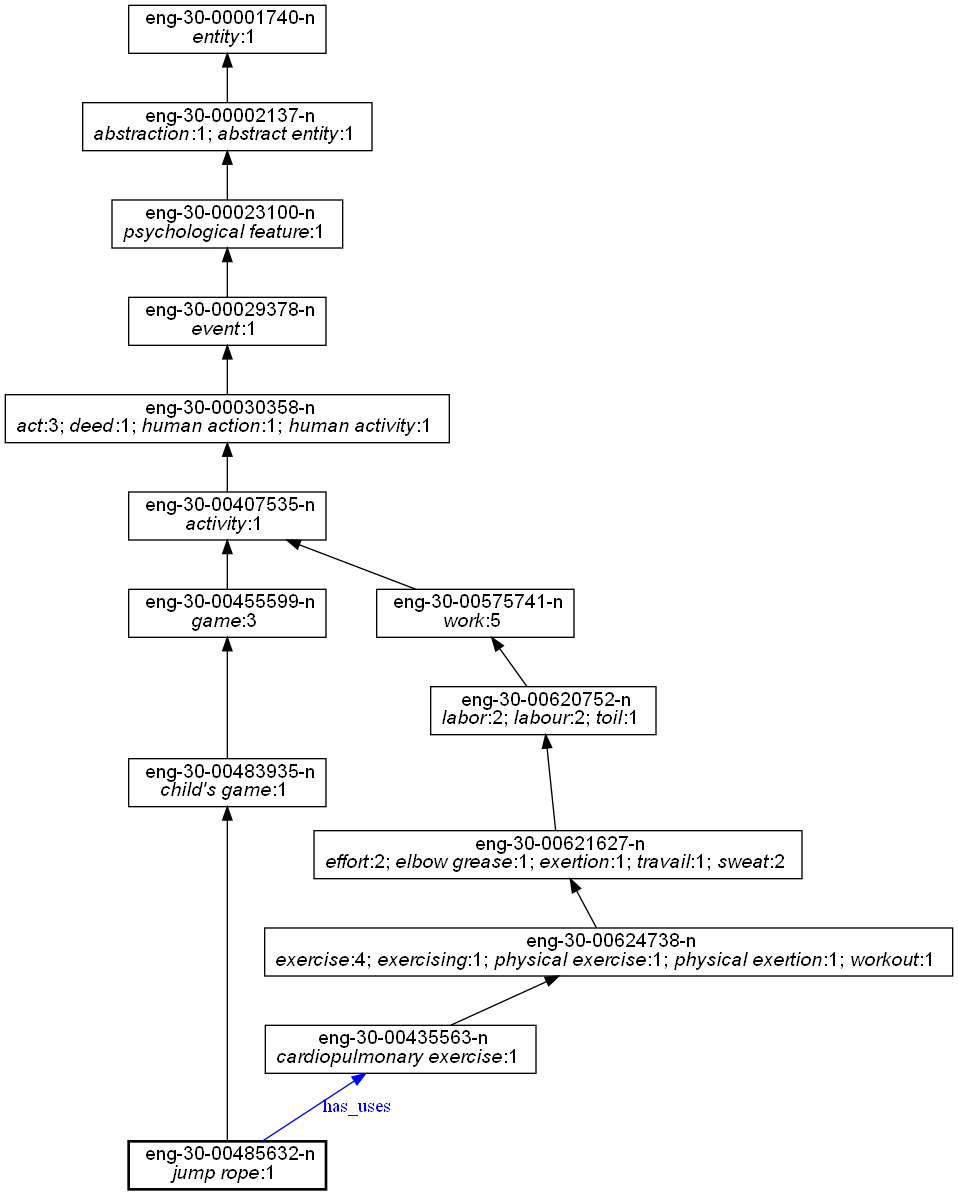 eng-30-00001740-n
entity:1
eng-30-00002137-n
abstraction:1; abstract entity:1
eng-30-00023100-n
psychological feature:1
eng-30-00029378-n
event:1
eng-30-00030358-n
act:3; deed:1; human action:1; human activity:1
eng-30-00407535-n
activity:1
eng-30-00455599-n
game:3
eng-30-00575741-n
work:5
eng-30-00620752-n
labor:2; labour:2; toil:1
eng-30-00483935-n
child's game:1
eng-30-00621627-n
effort:2; elbow grease:1; exertion:1; travail:1; sweat:2
eng-30-00624738-n
exercise:4; exercising:1; physical exercise:1; physical exertion:1; workout:1
eng-30-00435563-n
cardiopulmonary exercise:1
has_uses
eng-30-00485632-n
jump rope:1